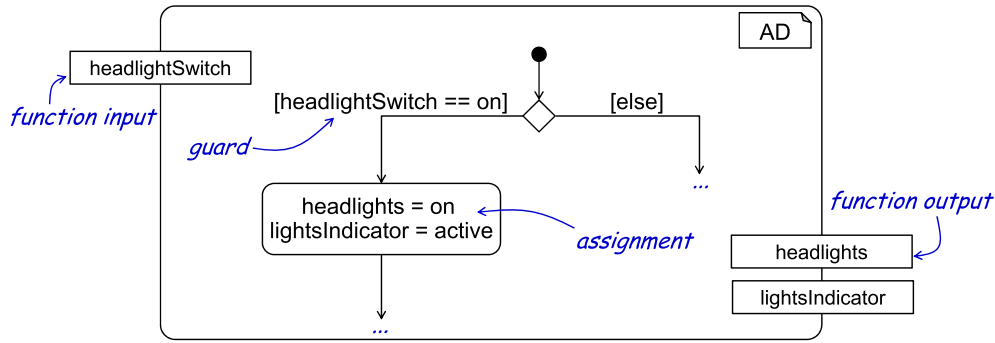 AD
headlightSwitch
function input
[headlightSwitch == on]
[else]
guard
...
headlights = on
lightsIndicator = active
assignment
function output
headlights
lightsIndicator
...